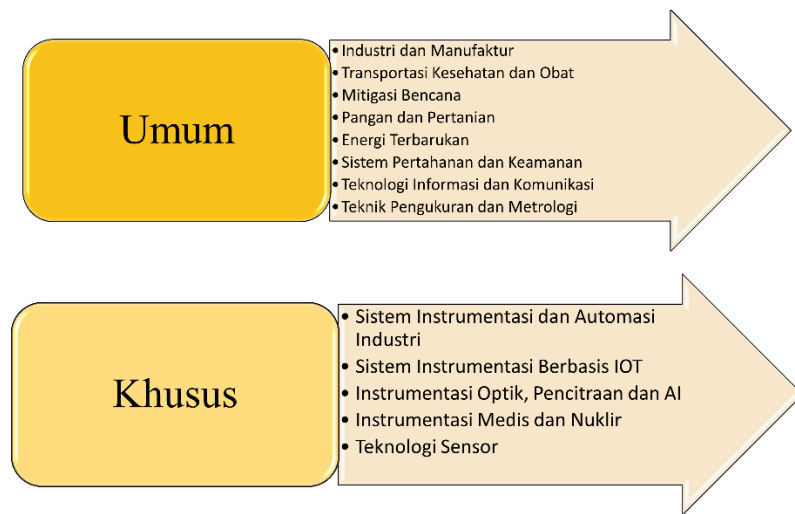 Umum
• Industri dan Manufaktur
• Transportasi Kesehatan dan Obat
• Mitigasi Bencana
• Pangan dan Pertanian
• Energi Terbarukan
• Sistem Pertahanan dan Keamanan
• Teknologi Informasi dan Komunikasi
• Teknik Pengukuran dan Metrologi
Khusus
• Sistem Instrumentasi dan Automasi
Industri
• Sistem Instrumentasi Berbasis IOT
• Instrumentasi Optik, Pencitraan dan AI
• Instrumentasi Medis dan Nuklir
• Teknologi Sensor